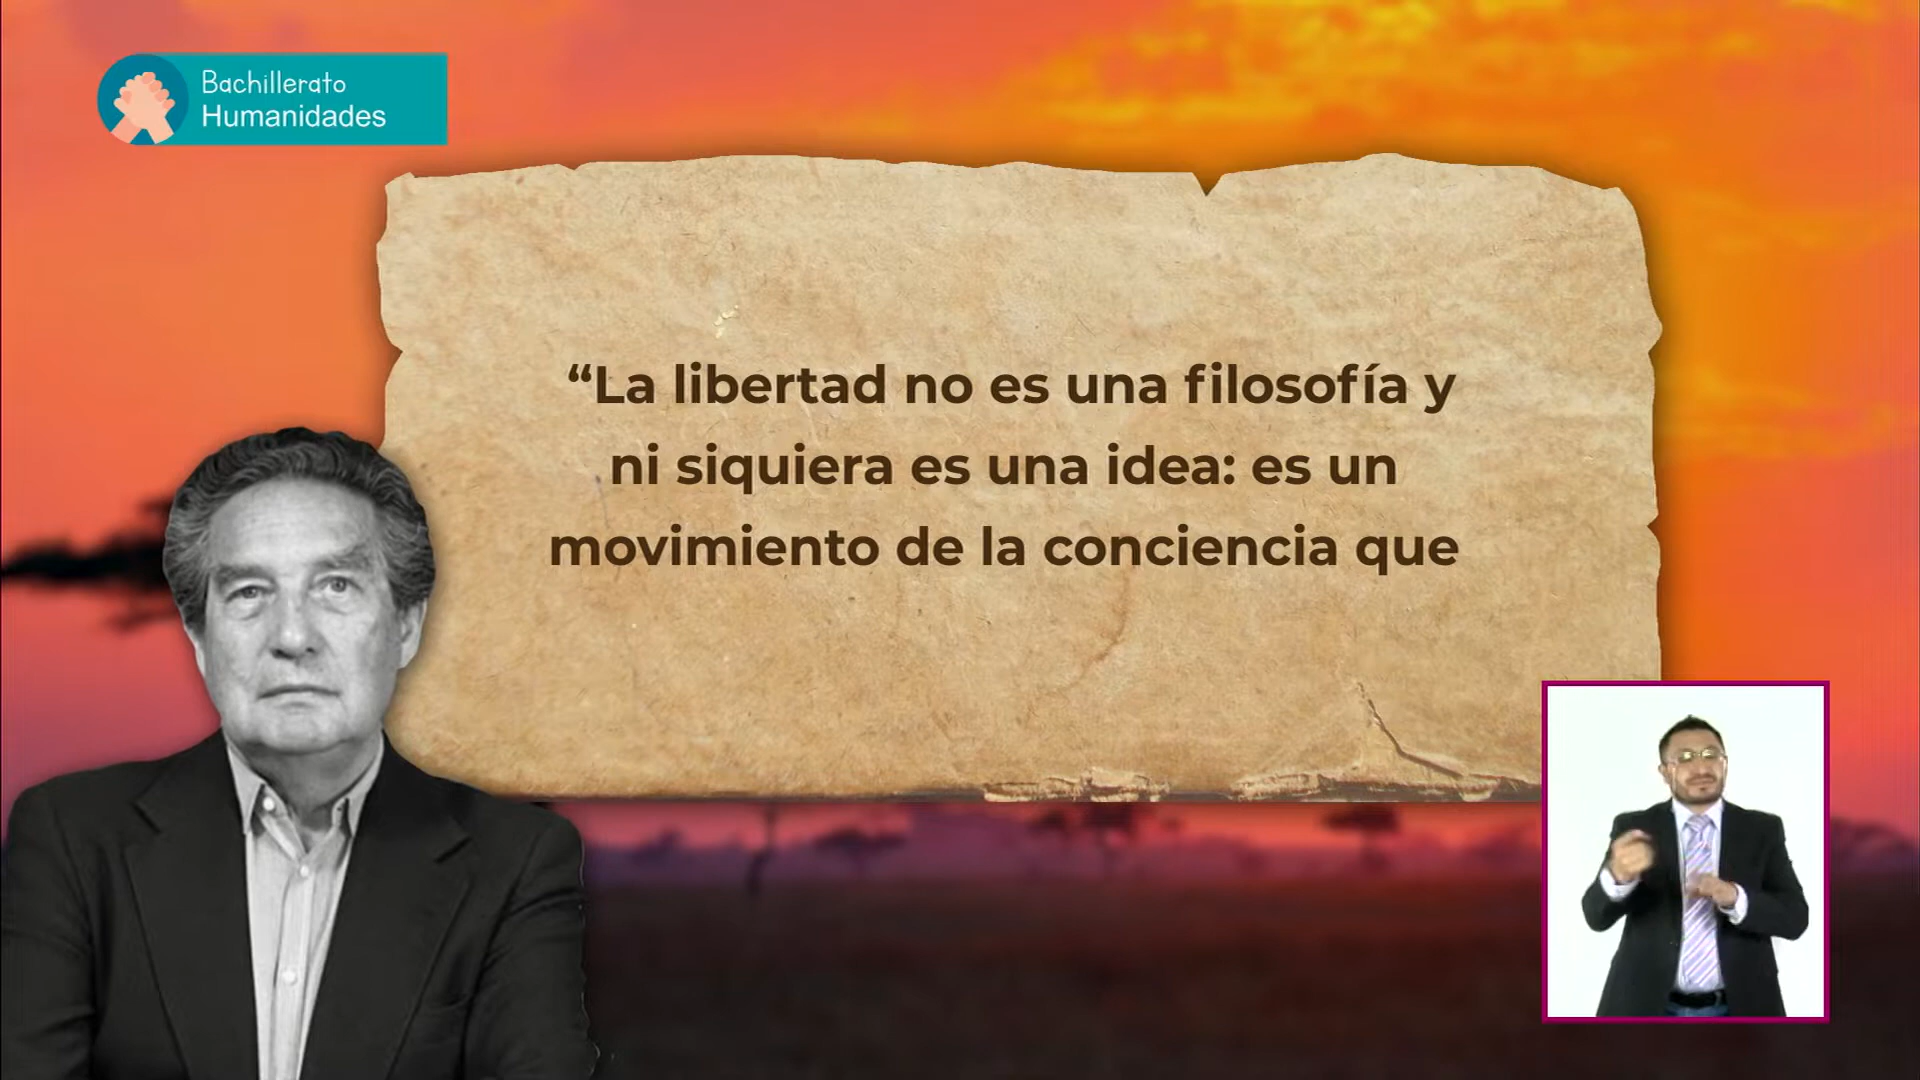 Bachillerato
Humanidades
“La libertad no es una filosofía y
ni siquiera es una idea: es un
movimiento de la conciencia que